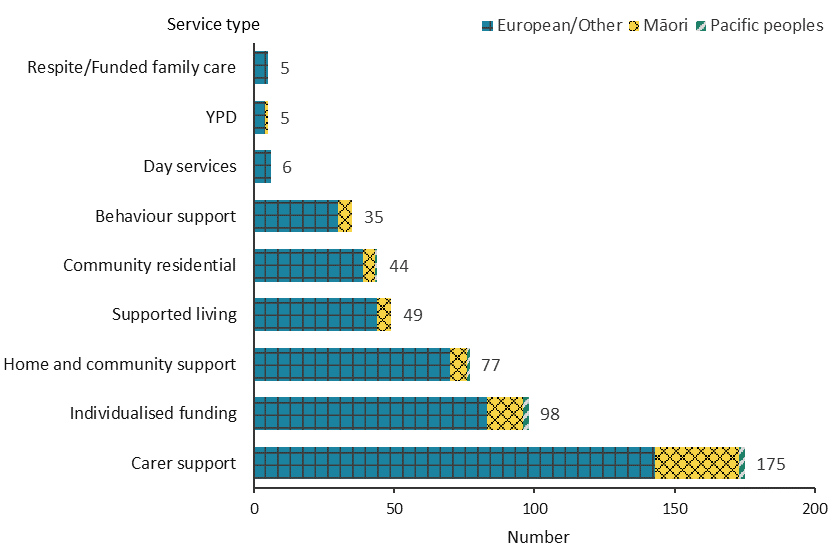 Service type
European/Other Māori Pacific peoples
Respite/Funded family care 5
YPD 5
Day services 6
Behaviour support 35
Community residential 44
Supported living 49
Home and community support 77
Individualised funding 98
Carer support 175
0 50 100 150 200
Number